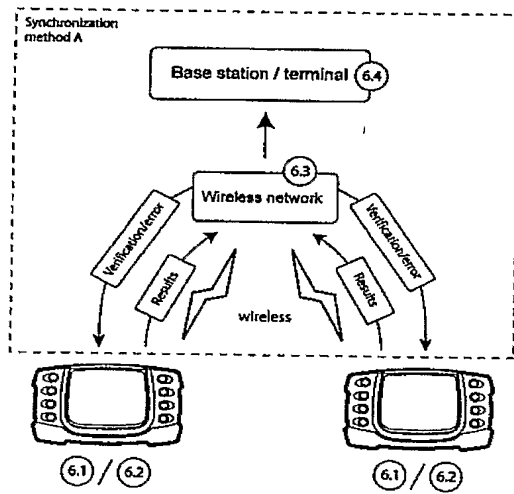 Synchronization
method A
Base station / terminal
6.4
6.3
Wireless network
Verification/error
Results
Verification/error
Results
wireless
6.1 / 6.2
6.1 / 6.2